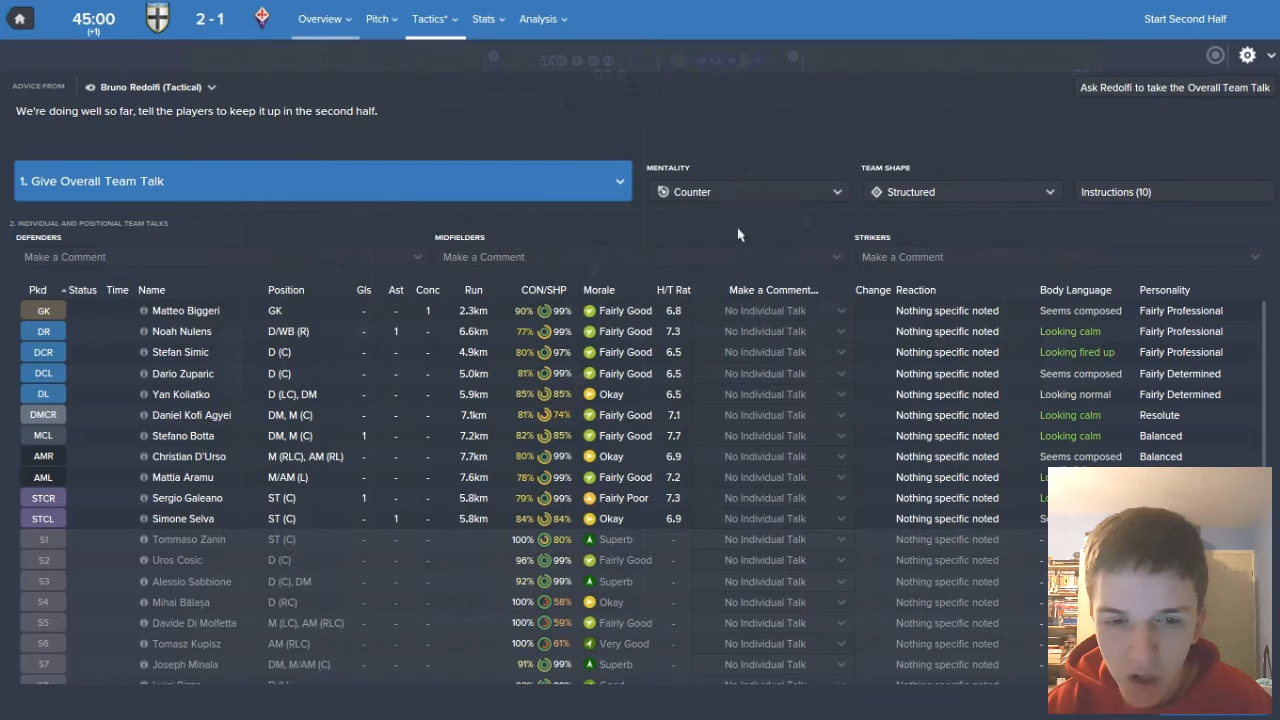 45:00
(+1)
2 - 1
Overview
Pitch
Tactics*
Stats
Analysis
Start Second Half
ADVICE FROM
Bruno Redolfi (Tactical)
Ask Redolfi to take the Overall Team Talk
We're doing well so far, tell the players to keep it up in the second half.
MENTALITY
TEAM SHAPE
1. Give Overall Team Talk
Counter
Structured
Instructions (10)
2. INDIVIDUAL AND POSITIONAL TEAM TALKS
DEFENDERS
MIDFIELDERS
STRIKERS
Make a Comment
Make a Comment
Make a Comment
Pkd Status Time Name Position Gls Ast Conc Run CON/SHP Morale H/T Rat Make a Comment... Change Reaction Body Language Personality
GK Matteo Biggeri GK - - 1 2.3km 90% 99% Fairly Good 6.8 No Individual Talk Nothing specific noted Seems composed Fairly Professional
DR Noah Nulens D/WB (R) - 1 - 6.6km 77% 99% Fairly Good 7.3 No Individual Talk Nothing specific noted Looking calm Fairly Professional
DCR Stefan Simic D (C) - - - 4.9km 80% 97% Fairly Good 6.5 No Individual Talk Nothing specific noted Looking fired up Fairly Professional
DCL Dario Zuparic D (C) - - - 5.0km 81% 99% Fairly Good 6.5 No Individual Talk Nothing specific noted Seems composed Fairly Determined
DL Yan Koliatko D (LC), DM - - - 5.9km 85% 85% Okay 6.5 No Individual Talk Nothing specific noted Looking normal Fairly Determined
DMCR Daniel Kofi Agyei DM, M (C) - - - 7.1km 81% 74% Fairly Good 7.1 No Individual Talk Nothing specific noted Looking calm Resolute
MCL Stefano Botta DM, M (C) 1 - - 7.2km 82% 85% Fairly Good 7.7 No Individual Talk Nothing specific noted Looking calm Balanced
AMR Christian D'Urso M (RLC), AM (RL) - - - 7.7km 80% 99% Okay 6.9 No Individual Talk Nothing specific noted Seems composed Balanced
AML Mattia Aramu M/AM (L) - - - 7.6km 78% 99% Fairly Good 7.2 No Individual Talk Nothing specific noted
STCR Sergio Galeano ST (C) 1 - - 5.8km 79% 99% Fairly Poor 7.3 No Individual Talk Nothing specific noted
STCL Simone Selva ST (C) - 1 - 5.8km 84% 84% Okay 6.9 No Individual Talk Nothing specific noted
S1 Tommaso Zanin ST (C) - - - 100% 80% Superb - No Individual Talk Nothing specific noted -
S2 Uros Cosic D (C) - - - 96% 99% Fairly Good - No Individual Talk Nothing specific noted -
S3 Alessio Sabbione D (C), DM - - - 92% 99% Superb - No Individual Talk Nothing specific noted -
S4 Mihai Bălaşa D (RC) - - - 100% 58% Okay - No Individual Talk Nothing specific noted -
S5 Davide Di Molfetta M (LC), AM (RLC) - - - 100% 59% Fairly Good - No Individual Talk Nothing specific noted -
S6 Tomasz Kupisz AM (RLC) - - - 100% 61% Very Good - No Individual Talk Nothing specific noted -
S7 Joseph Minala DM, M/AM (C) - - - 91% 99% Superb - No Individual Talk Nothing specific noted -